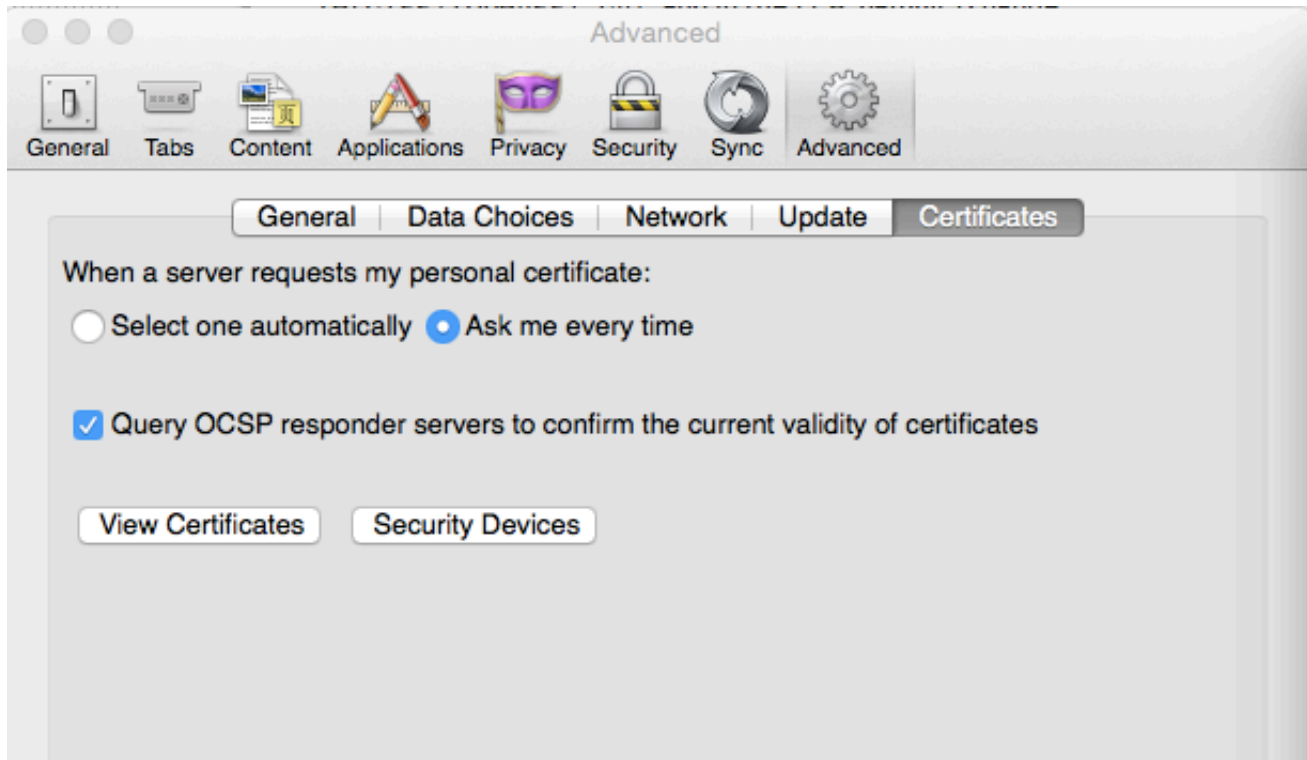 Advanced
页
General Tabs Content Applications Privacy Security Sync Advanced
General Data Choices Network Update Certificates
When a server requests my personal certificate:
Select one automatically Ask me every time
Query OCSP responder servers to confirm the current validity of certificates
View Certificates Security Devices